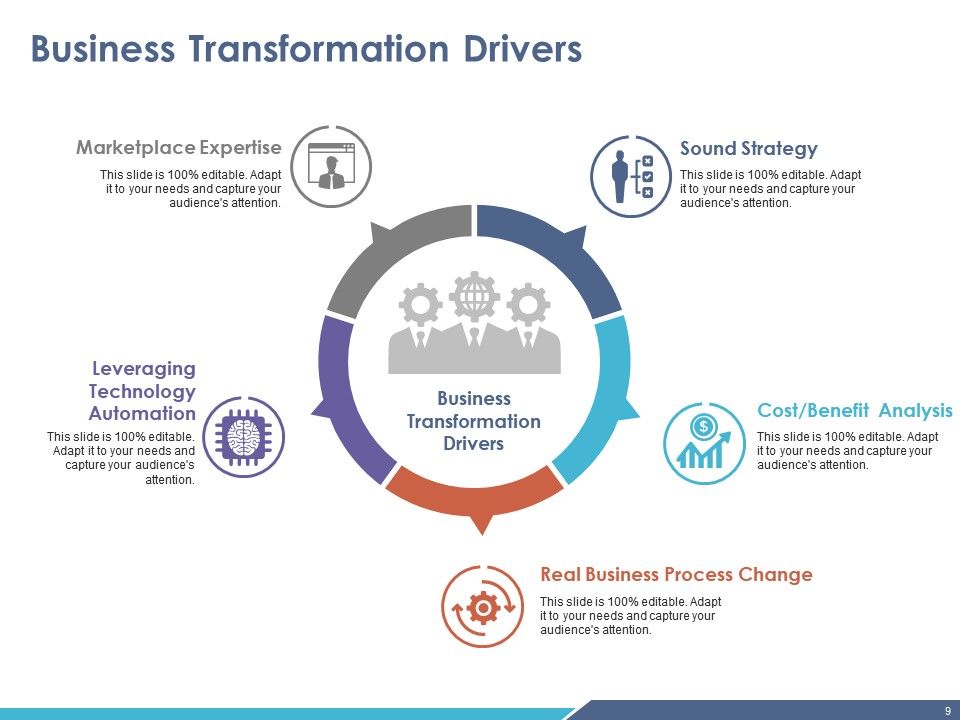 Business Transformation Drivers
Marketplace Expertise
This slide is 100% editable. Adapt
it to your needs and capture your
audience's attention.
Sound Strategy
This slide is 100% editable. Adapt
it to your needs and capture your
audience's attention.
Leveraging
Technology
Automation
This slide is 100% editable.
Adapt it to your needs and
capture your audience's
attention.
Business
Transformation
Drivers
$
Cost/Benefit Analysis
This slide is 100% editable. Adapt
it to your needs and capture your
audience's attention.
Real Business Process Change
This slide is 100% editable. Adapt
it to your needs and capture your
audience's attention.
9